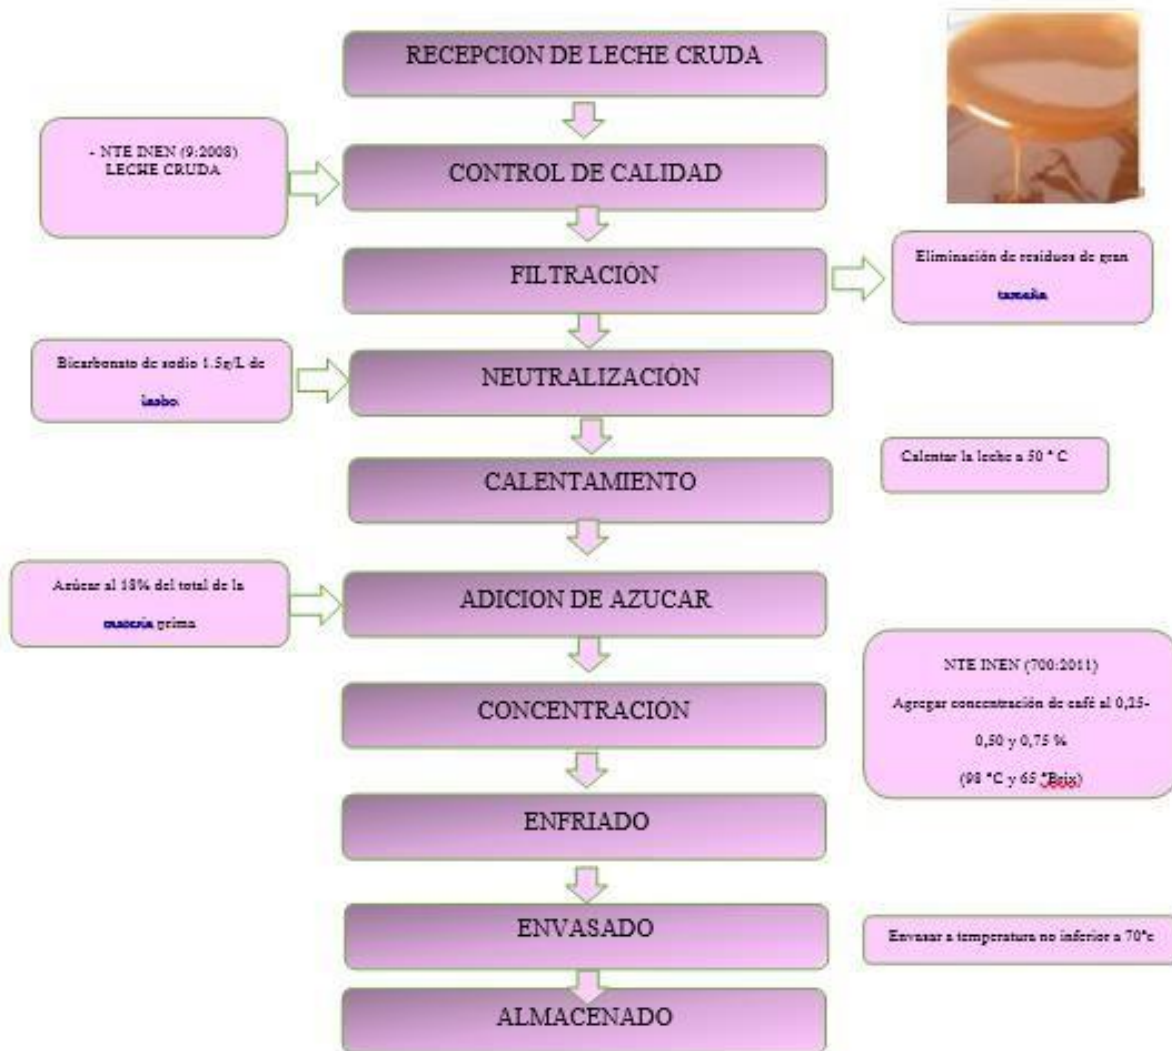 RECEPCION DE LECHE CRUDA
- NTE INEN (9:2008)
LECHE CRUDA
CONTROL DE CALIDAD
FILTRACIÓN
Eliminación de residuos de gran
tamaña
Bicarbonato de sodio 1.5g/L de
NEUTRALIZACIÓN
CALENTAMIENTO
Calentar la leche a 50 ° C
Azúcar al 18% del total de la
materia prima
ADICION DE AZUCAR
NTE INEN (700:2011)
Agregar concentración de café al 0,25-
0,50 y 0,75 %
(98 °C y 65 °Brix)
CONCENTRACIÓN
ENFRIADO
ENVASADO
Envasar a temperatura no inferior a 70°c
ALMACENADO